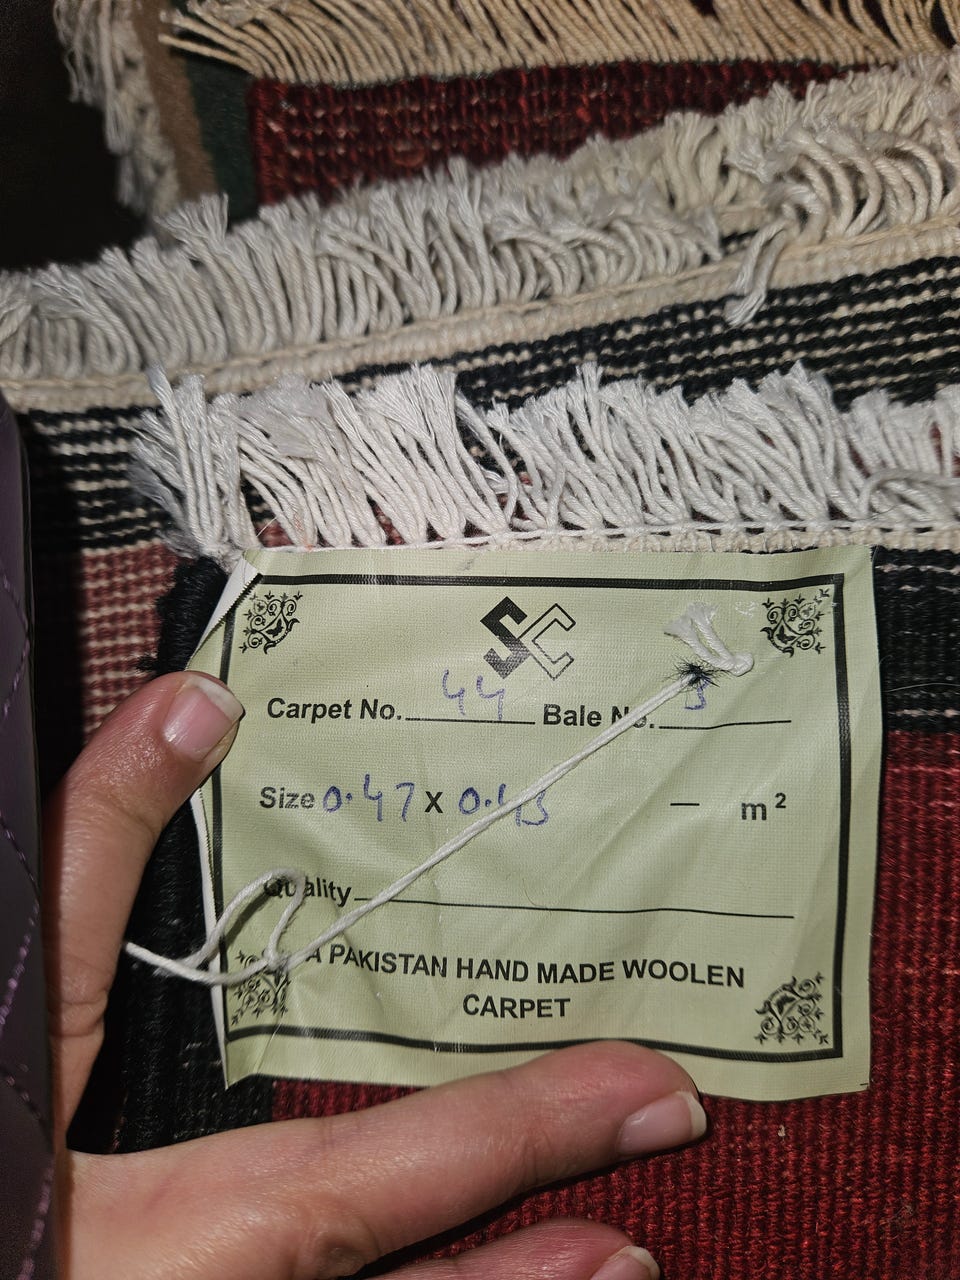 SC
Carpet No. 44 Bale No.
Size 0.47 X 0.43 — m²
Quality
A PAKISTAN HAND MADE WOOLEN
CARPET